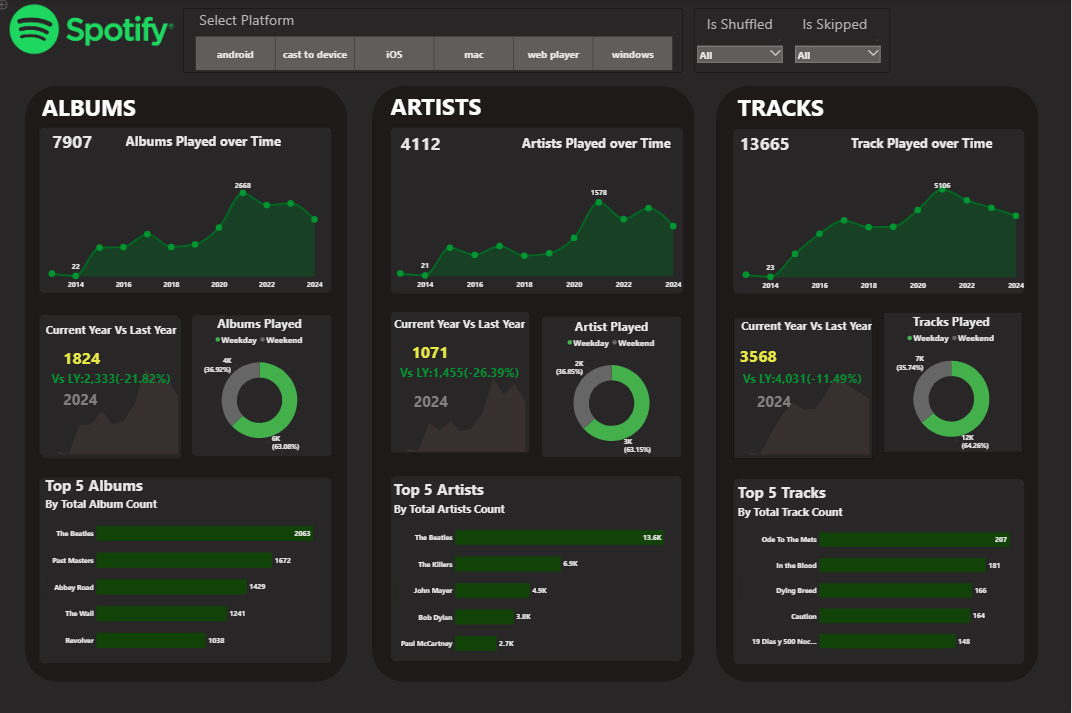 Spotify®
Select Platform
android
cast to device
iOS
mac
web player
windows
Is Shuffled
All
Is Skipped
All
ALBUMS
7907
Albums Played over Time
2668
22
2014
2016
2018
2020
2022
2024
Current Year Vs Last Year
1824
Vs LY:2,333(-21.82%)
2024
Albums Played
Weekday
Weekend
4K
(36.92%)
6K
(63.08%)
Top 5 Albums
By Total Album Count
The Beatles
2063
Past Masters
1672
Abbey Road
1429
The Wall
1241
Revolver
1038
ARTISTS
4112
Artists Played over Time
1578
21
2014
2016
2018
2020
2022
2024
Current Year Vs Last Year
1071
Vs LY:1,455(-26.39%)
2024
Artist Played
Weekday
Weekend
2K
(36.85%)
3K
(63.15%)
Top 5 Artists
By Total Artists Count
The Beatles
13.6K
The Killers
6.9K
John Mayer
4.9K
Bob Dylan
3.8K
Paul McCartney
2.7K
TRACKS
13665
Track Played over Time
5106
23
2014
2016
2018
2020
2022
2024
Current Year Vs Last Year
3568
Vs LY:4,031(-11.49%)
2024
Tracks Played
Weekday
Weekend
7K
(35.74%)
12K
(64.26%)
Top 5 Tracks
By Total Track Count
Ode To The Mets
207
In the Blood
181
Dying Breed
166
Caution
164
19 Dias y 500 Noc...
148